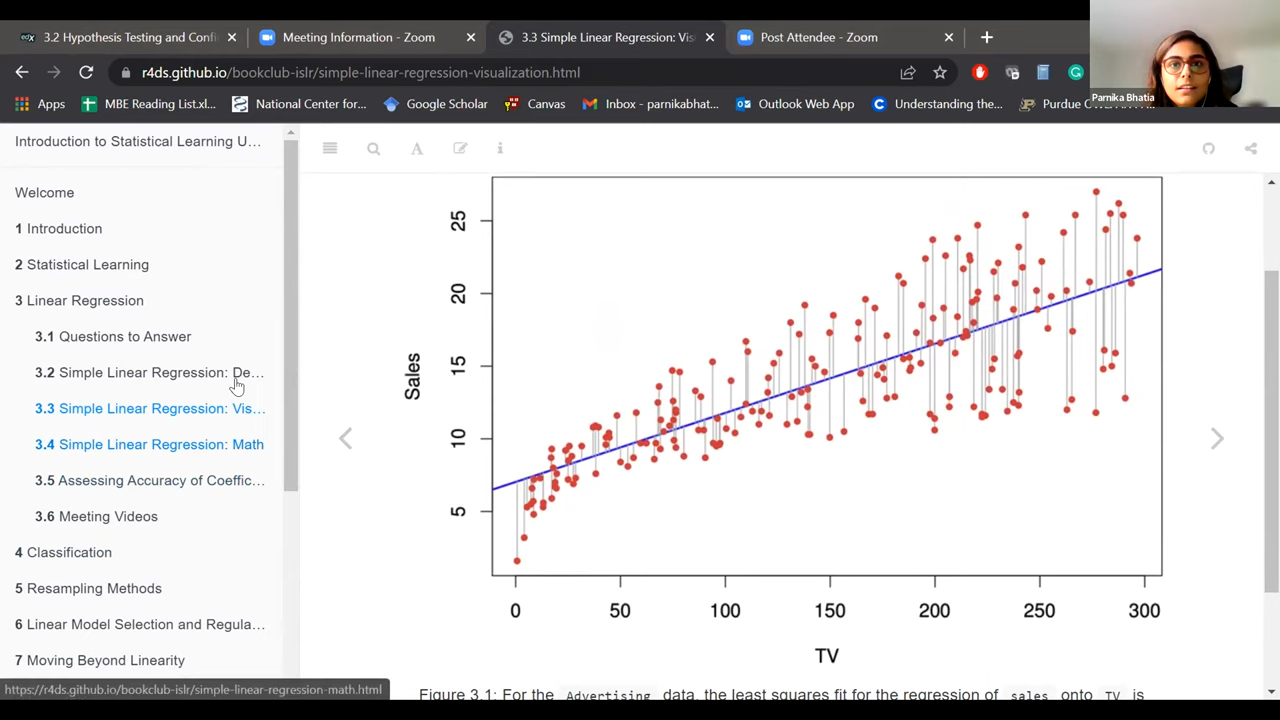 3.2 Hypothesis Testing and Confi
Meeting Information - Zoom
3.3 Simple Linear Regression: Vis
Post Attendee - Zoom
r4ds.github.io/bookclub-islr/simple-linear-regression-visualization.html
Apps
MBE Reading List.xl...
National Center for...
Google Scholar
Canvas
Inbox - parnikabhat...
Outlook Web App
Understanding the...
Purdue OWL
Parnika Bhatia
Introduction to Statistical Learning U...
Welcome
1 Introduction
2 Statistical Learning
3 Linear Regression
3.1 Questions to Answer
3.2 Simple Linear Regression: De...
3.3 Simple Linear Regression: Vis...
3.4 Simple Linear Regression: Math
3.5 Assessing Accuracy of Coeffic...
3.6 Meeting Videos
4 Classification
5 Resampling Methods
6 Linear Model Selection and Regula...
7 Moving Beyond Linearity
https://r4ds.github.io/bookclub-islr/simple-linear-regression-math.html
25
20
15
10
5
Sales
0 50 100 150 200 250 300
TV
Figure 3.1: For the Advertising data, the least squares fit for the regression of sales onto TV is